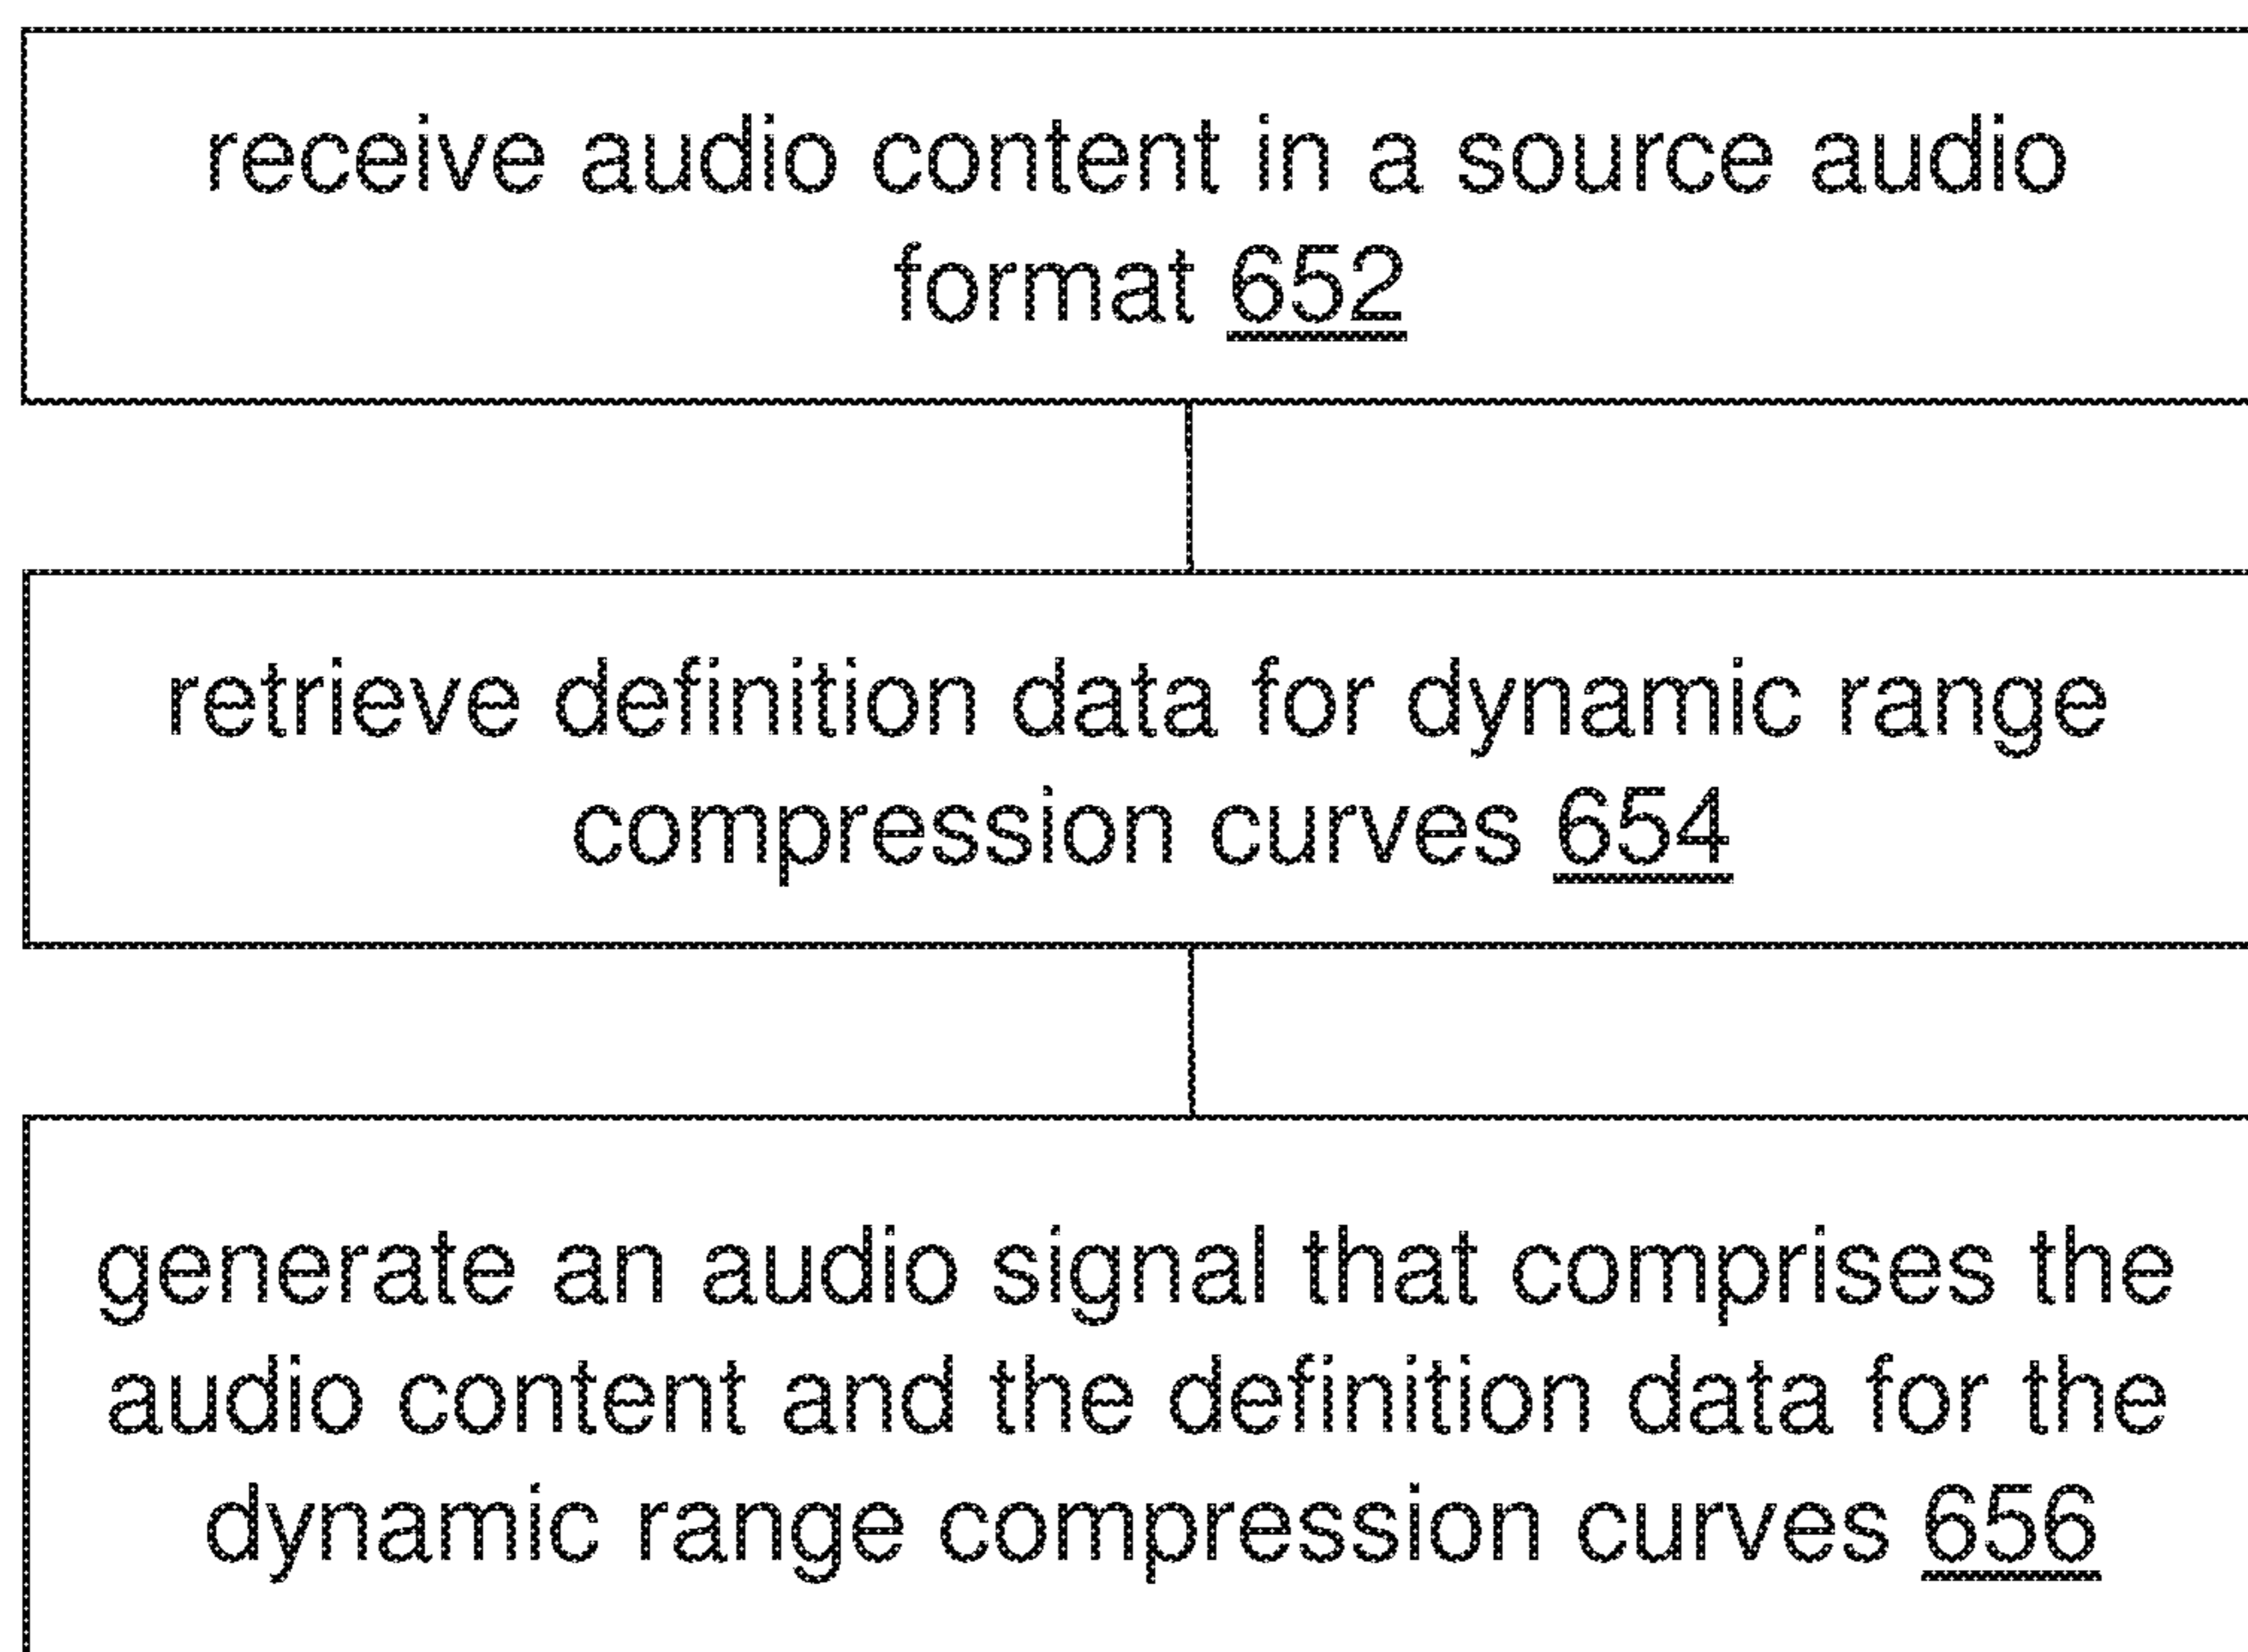 receive audio content in a source audio
format 652
retrieve definition data for dynamic range
compression curves 654
generate an audio signal that comprises the
audio content and the definition data for the
dynamic range compression curves 656